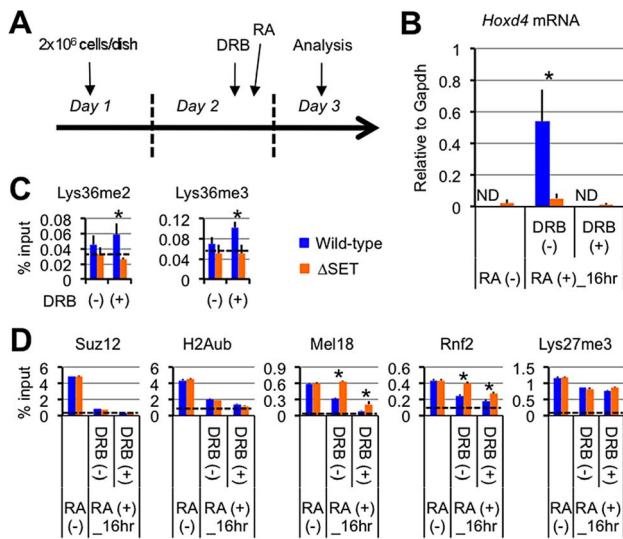 A
2x10⁶ cells/dish
DRB
RA
Analysis
Day 1
Day 2
Day 3
B
Hoxd4 mRNA
Relative to Gapdh
1
0.8
0.6
0.4
0.2
0
*
ND
ND
DRB (-)
DRB (+)
RA (-)
RA (+)_16hr
C
Lys36me2
Lys36me3
% input
0.08
0.06
0.04
0.02
0.00
*
0.12
0.08
0.04
0.00
*
DRB
(-)
(+)
(-)
(+)
Wild-type
ΔSET
D
Suz12
H2Aub
Mel18
Rnf2
Lys27me3
% input
6
4
2
0
6
4
2
0
0.9
0.6
0.3
0
*
*
0.6
0.4
0.2
0.0
*
*
1.5
1.0
0.5
0.0
DRB (-)
DRB (+)
DRB (-)
DRB (+)
DRB (-)
DRB (+)
DRB (-)
DRB (+)
DRB (-)
DRB (+)
RA (-)
RA (+) _16hr
RA (-)
RA (+) _16hr
RA (-)
RA (+) _16hr
RA (-)
RA (+) _16hr
RA (-)
RA (+) _16hr